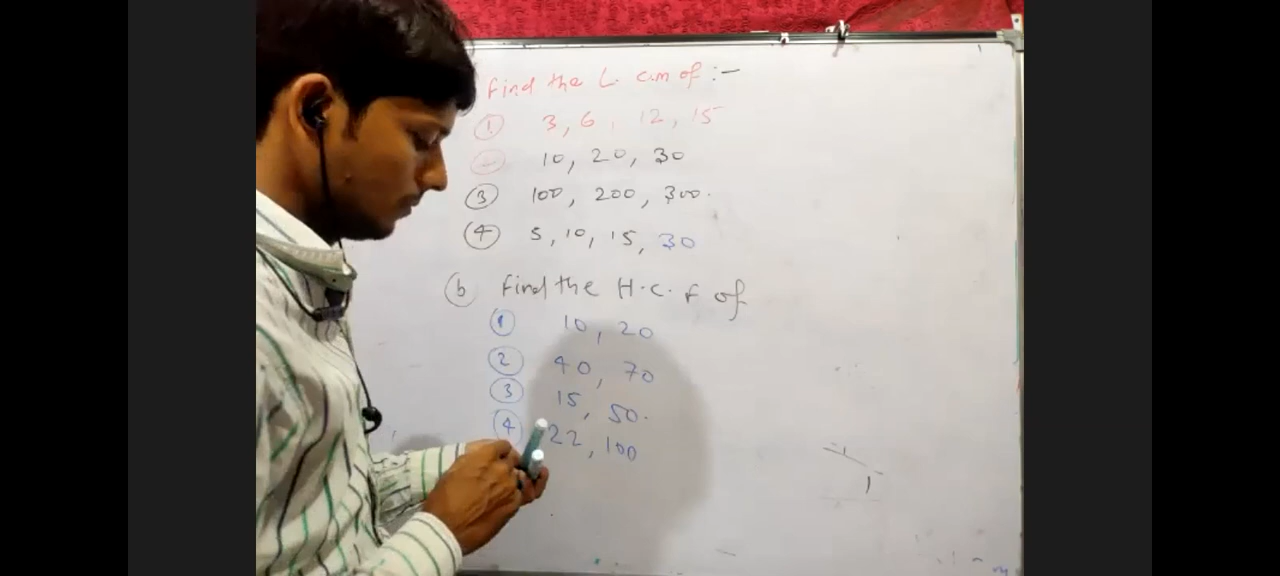 Find the L. c.m of :-
① 3, 6, 12, 15
10, 20, 30
③ 100, 200, 300.
④ 5, 10, 15, 30
ⓑ Find the H.C.F of
① 10, 20
② 40, 70
③ 15, 50.
④ 22, 100